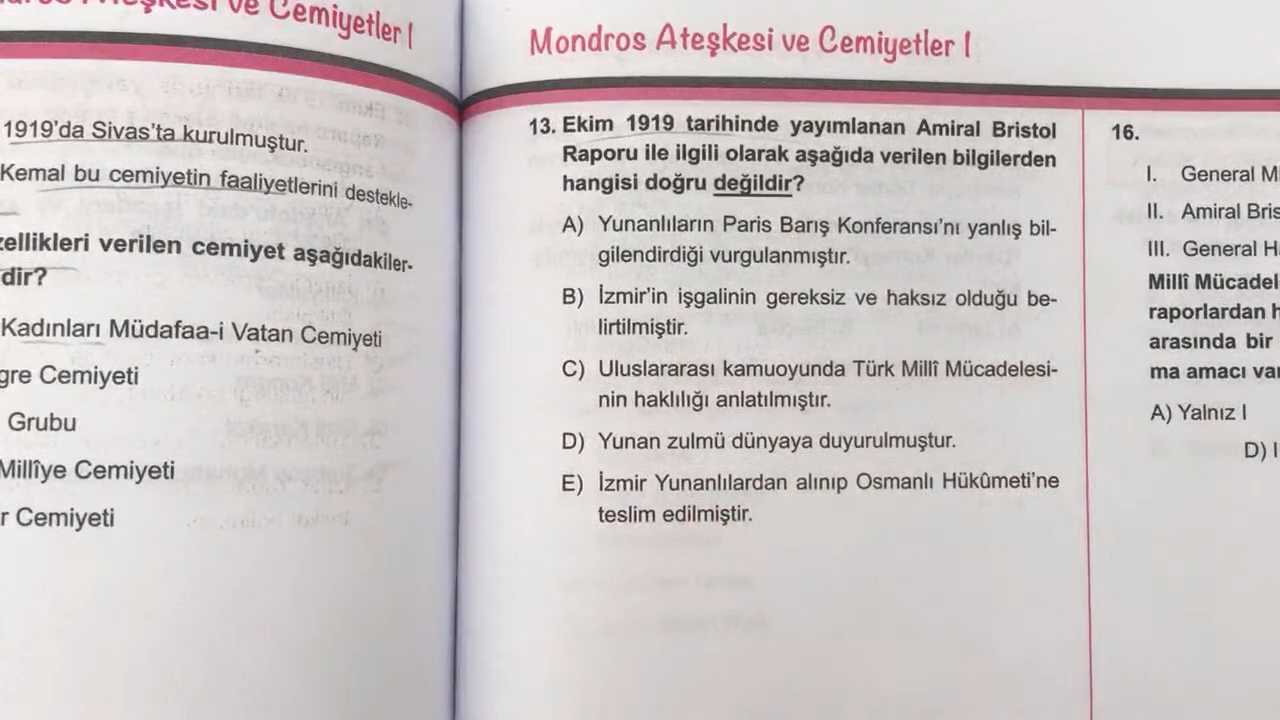 ve Cemiyetler I
1919'da Sivas'ta kurulmuştur.
Kemal bu cemiyetin faaliyetlerini destekle-
verilen cemiyet aşağıdakiler-
dir?
Kadınları Müdafaa-i Vatan Cemiyeti
Cemiyeti
Grubu
Millîye Cemiyeti
Cemiyeti
Mondros Ateşkesi ve Cemiyetler I
13. Ekim 1919 tarihinde yayımlanan Amiral Bristol
Raporu ile ilgili olarak aşağıda verilen bilgilerden
hangisi doğru değildir?
A) Yunanlıların Paris Barış Konferansı'nı yanlış bil-
gilendirdiği vurgulanmıştır.
B) İzmir'in işgalinin gereksiz ve haksız olduğu be-
lirtilmiştir.
C) Uluslararası kamuoyunda Türk Millî Mücadelesi-
nin haklılığı anlatılmıştır.
D) Yunan zulmü dünyaya duyurulmuştur.
E) İzmir Yunanlılardan alınıp Osmanlı Hükûmeti'ne
teslim edilmiştir.
16.
I. General
II. Amiral
III. General
Millî
raporlardan
arasında bir
ma amacı
A) Yalnız I
D)